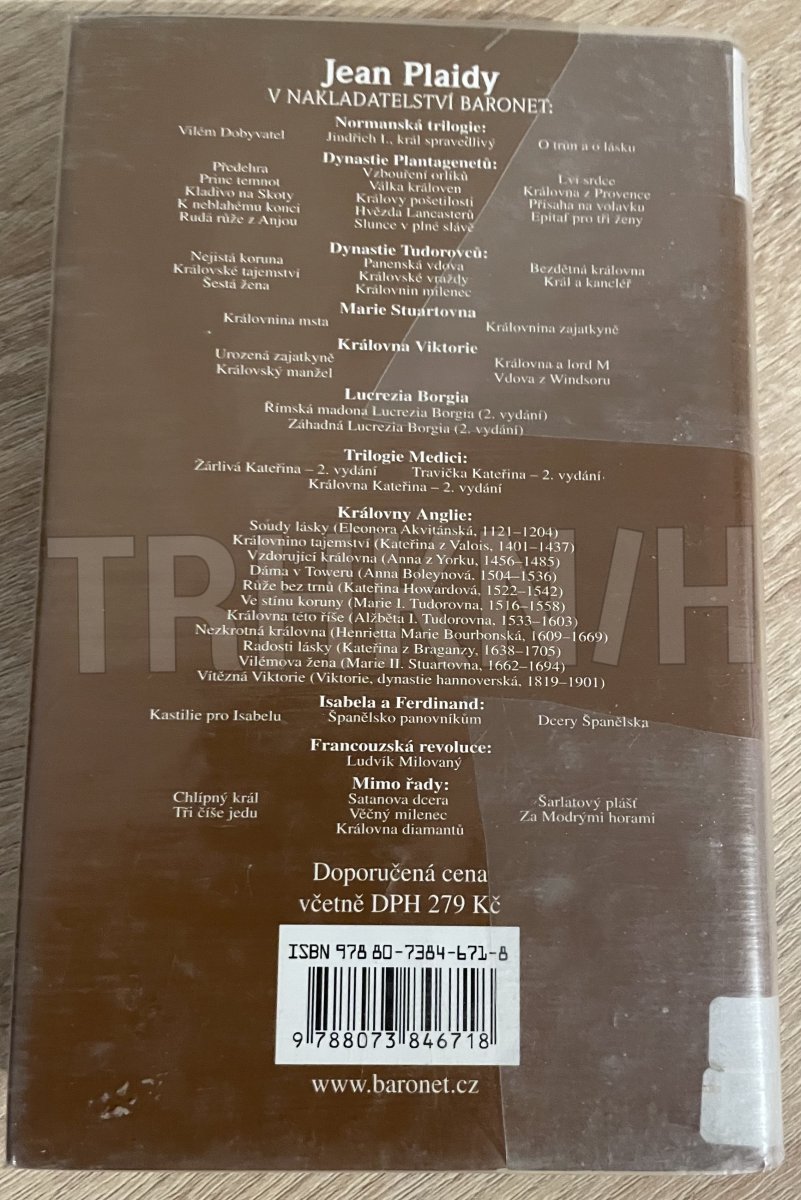 Jean Plaidy
V NAKLADATELSTVÍ BARONET:
Normanská trilogie:
Vilém Dobyvatel Jindřich I., král spravedlivý O trůn a o lásku
Dynastie Plantagenetů:
Předehra Vzbouření orlíků Lví srdce
Princ temnot Válka královen Královna z Provence
Kladivo na Skoty Královy pošetilosti Přísaha na volavku
K neblahému konci Hvězda Lancasterů Epitaf pro tři ženy
Rudá růže z Anjou Slunce v plné slávě
Dynastie Tudorovců:
Nejistá koruna Panenská vdova Bezdětná královna
Královské tajemství Královské vraždy Král a kancléř
Šestá žena Královnin milenec
Marie Stuartovna
Královnina msta Královnina zajatkyně
Královna Viktorie
Urozená zajatkyně Královna a lord M
Královský manžel Vdova z Windsoru
Lucrezia Borgia
Římská madona Lucrezia Borgia (2. vydání)
Záhadná Lucrezia Borgia (2. vydání)
Trilogie Medici:
Žárlivá Kateřina – 2. vydání Travička Kateřina – 2. vydání
Královna Kateřina – 2. vydání
Královny Anglie:
Soudy lásky (Eleonora Akvitánská, 1121–1204)
Královnino tajemství (Kateřina z Valois, 1401–1437)
Vzdorující královna (Anna z Yorku, 1456–1485)
Dáma v Toweru (Anna Boleynová, 1504–1536)
Růže bez trnů (Kateřina Howardová, 1522–1542)
Ve stínu koruny (Marie I. Tudorovna, 1516–1558)
Královna této říše (Alžběta I. Tudorovna, 1533–1603)
Nezkrotná královna (Henrietta Marie Bourbonská, 1609–1669)
Radosti lásky (Kateřina z Braganzy, 1638–1705)
Vilémova žena (Marie II. Stuartovna, 1662–1694)
Vítězná Viktorie (Viktorie, dynastie hannoverská, 1819–1901)
Isabela a Ferdinand:
Kastilie pro Isabelu Španělsko panovníkům Dcery Španělska
Francouzská revoluce:
Ludvík Milovaný
Mimo řady:
Chlípný král Satanova dcera Šarlatový plášť
Tři číše jedu Věčný milenec Za Modrými horami
Královna diamantů
Doporučená cena
včetně DPH 279 Kč
ISBN 978 80-7384-671-8
9 788073 846718
www.baronet.cz